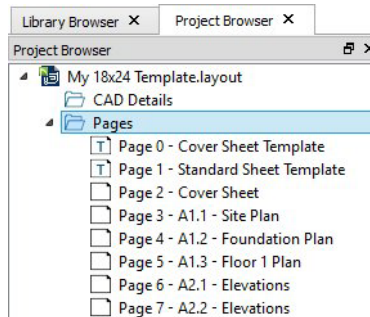 Library Browser X Project Browser X
Project Browser
My 18x24 Template.layout
CAD Details
Pages
T Page 0 - Cover Sheet Template
T Page 1 - Standard Sheet Template
Page 2 - Cover Sheet
Page 3 - A1.1 - Site Plan
Page 4 - A1.2 - Foundation Plan
Page 5 - A1.3 - Floor 1 Plan
Page 6 - A2.1 - Elevations
Page 7 - A2.2 - Elevations